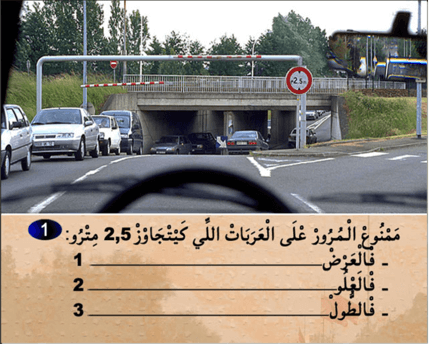 2.5m
مَمْنُوعْ الْمُرُورْ عْلَى الْعَرَبَاتْ اللَّي كَيْتْجَاوْزْ 2,5 مِتْرُو: 1
- فْالْعَرْضْ 1
- فْالَعْلُو 2
- فْالطُّولْ 3